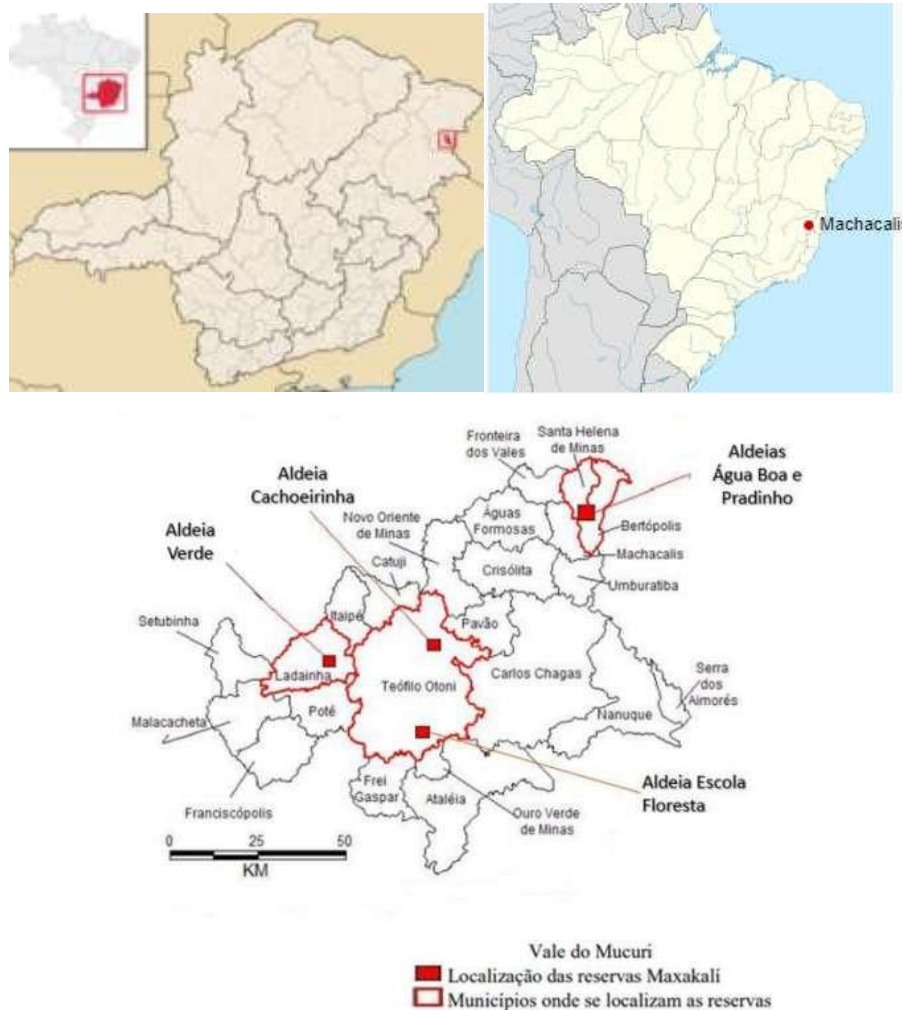 Machacalis
Fronteira
dos Vales
Santa Helena
de Minas
Aldeias
Água Boa e
Pradinho
Aldeia
Cachoeirinha
Novo Oriente
de Minas
Águas
Formosas
Bertópolis
Aldeia
Verde
Catuji
Crisólita
Machacalis
Umburatiba
Setubinha
Itaipé
Pavão
Ladainha
Teófilo Otoni
Carlos Chagas
Serra
dos
Aimorés
Malacacheta
Poté
Nanuque
Franciscópolis
Frei
Gaspar
Ataléia
Ouro Verde
de Minas
Aldeia Escola
Floresta
0 25 50
KM
Vale do Mucuri
Localização das reservas Maxakalí
Municípios onde se localizam as reservas